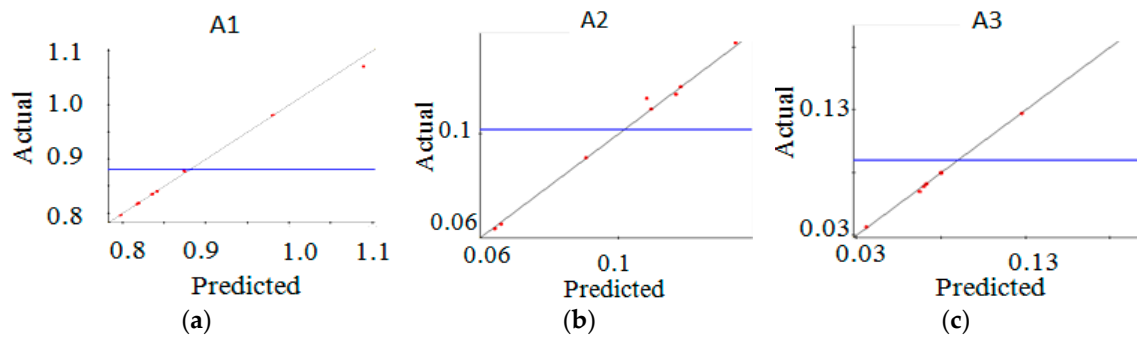 A1
Actual
1.1
1.0
0.9
0.8
0.8 0.9 1.0 1.1
Predicted
(a)
A2
Actual
0.1
0.06
0.06 0.1
Predicted
(b)
A3
Actual
0.13
0.03
0.03 0.13
Predicted
(c)